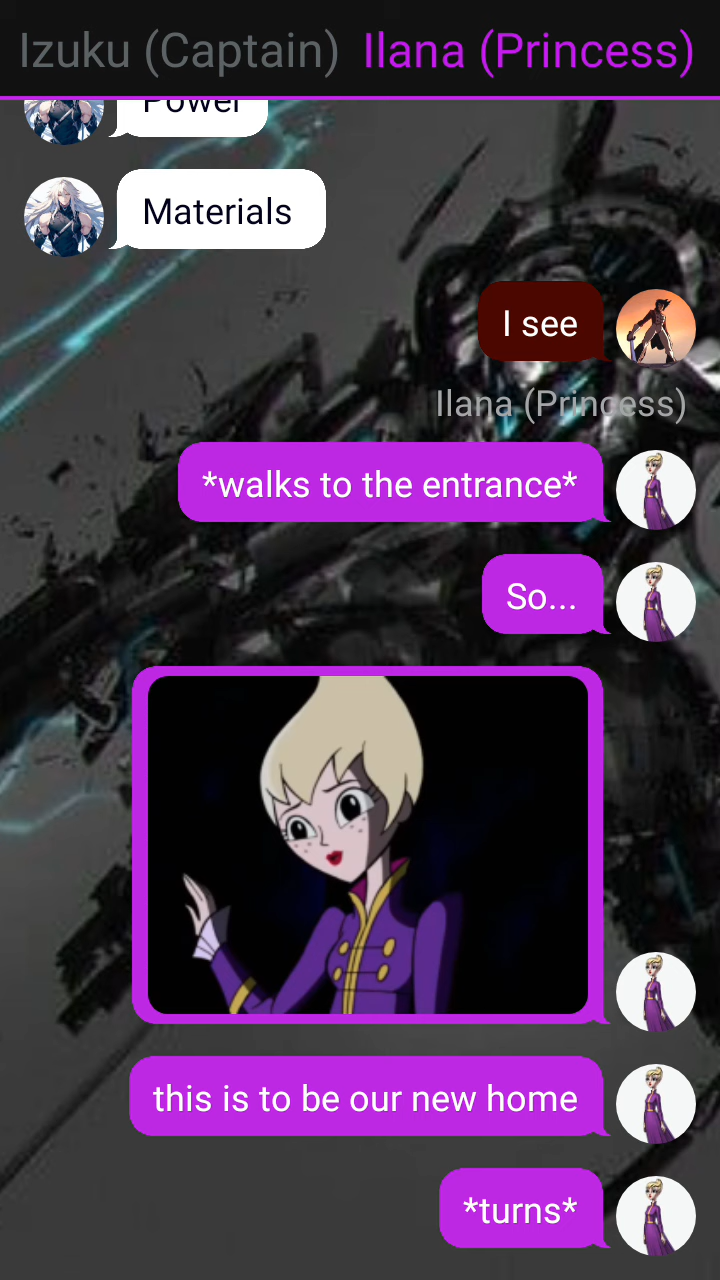 Izuku (Captain) Ilana (Princess)
Power
Materials
I see
Ilana (Princess)
*walks to the entrance*
So...
this is to be our new home
*turns*